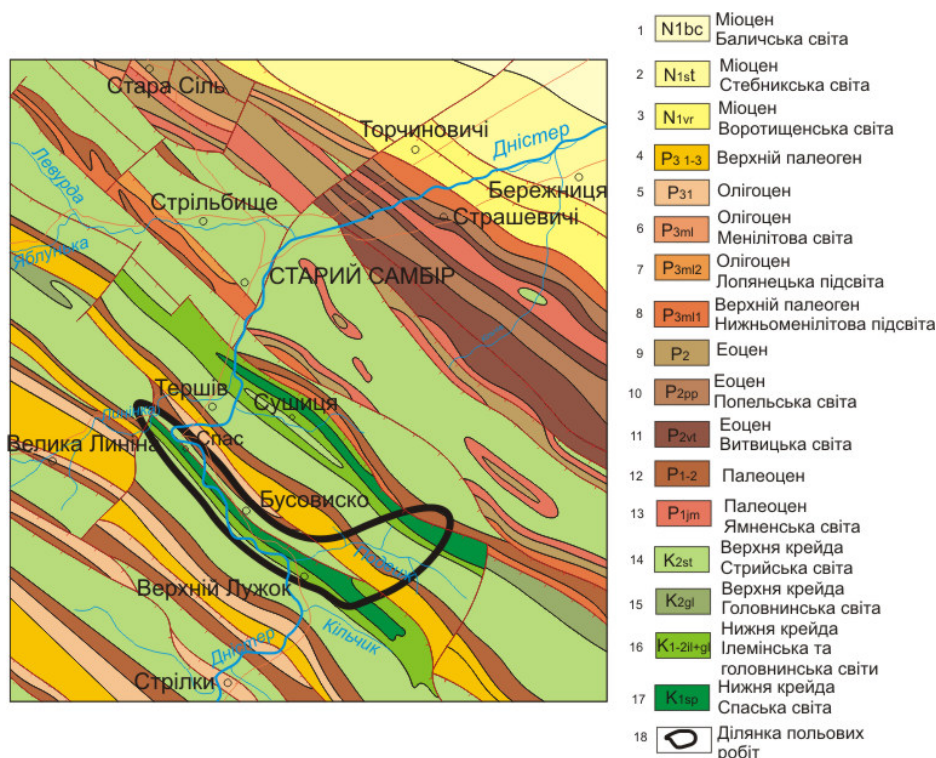 Стара Сіль
Торчиновичі
Дністер
Левурда
Бережниця
Стрільбище
Страшевичі
Яблунька
СТАРИЙ САМБІР
Тершів
Сушиця
Велика Линіна
Спас
Бусовиско
Верхній Лужок
Кільчик
Дністер
Стрілки
1 N1bc Міоцен
Баличська світа
2 N1st Міоцен
Стебникська світа
3 N1vr Міоцен
Воротищенська світа
4 P3 1-3 Верхній палеоген
5 P31 Олігоцен
6 P3ml Олігоцен
Менілітова світа
7 P3ml2 Олігоцен
Лопянецька підсвіта
8 P3ml1 Верхній палеоген
Нижньоменілітова підсвіта
9 P2 Еоцен
10 P2pp Еоцен
Попельська світа
11 P2vt Еоцен
Витвицька світа
12 P1-2 Палеоцен
13 P1jm Палеоцен
Ямненська світа
14 K2st Верхня крейда
Стрийська світа
15 K2gl Верхня крейда
Головнинська світа
16 K1-2il+gl Нижня крейда
Ілемінська та
головнинська світи
17 K1sp Нижня крейда
Спаська світа
18 Ділянка польових
робіт